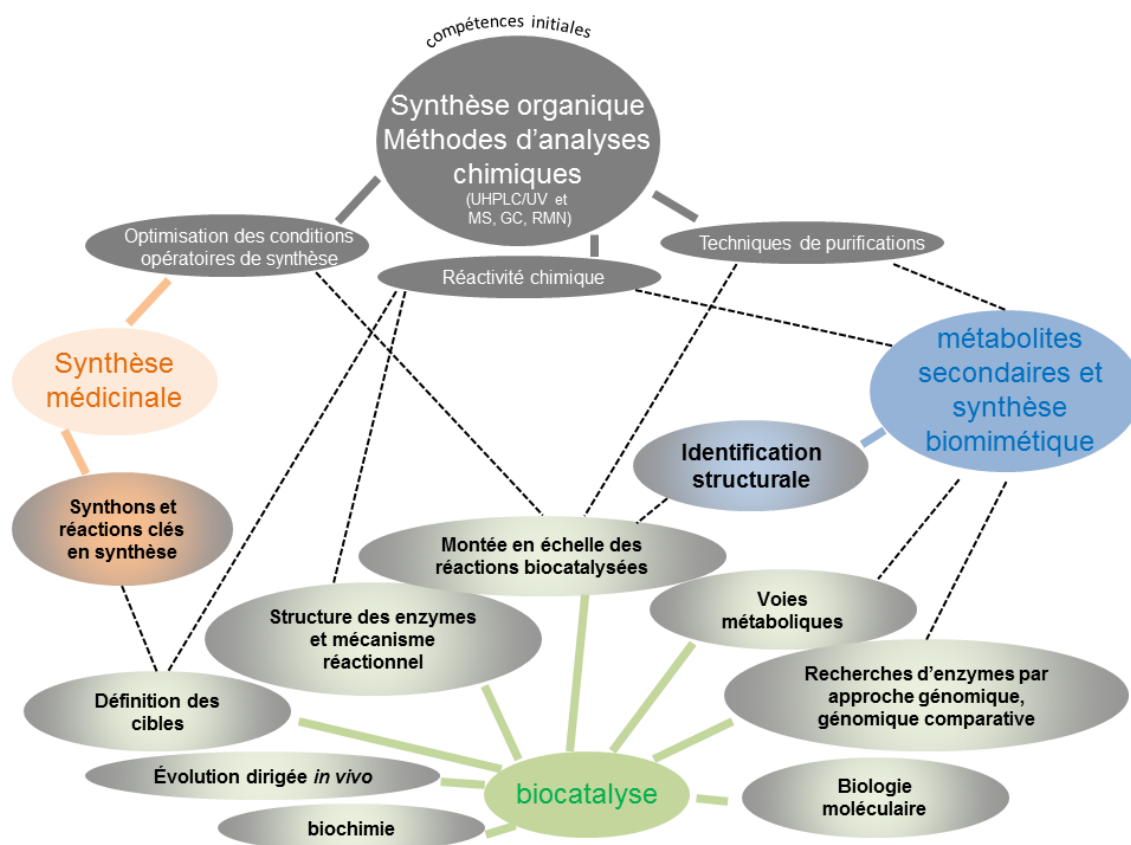 compétences initiales
Synthèse organique
Méthodes d'analyses
chimiques
(UHPLC/UV et
MS, GC, RMN)
Optimisation des conditions
opératoires de synthèse
Réactivité chimique
Techniques de purifications
Synthèse
médicinale
métabolites
secondaires et
synthèse
biomimétique
Identification
structurale
Synthons et
réactions clés
en synthèse
Montée en échelle des
réactions biocatalysées
Structure des enzymes
et mécanisme
réactionnel
Voies
métaboliques
Recherches d'enzymes par
approche génomique,
génomique comparative
Définition des
cibles
Évolution dirigée in vivo
biocatalyse
Biologie
moléculaire
biochimie